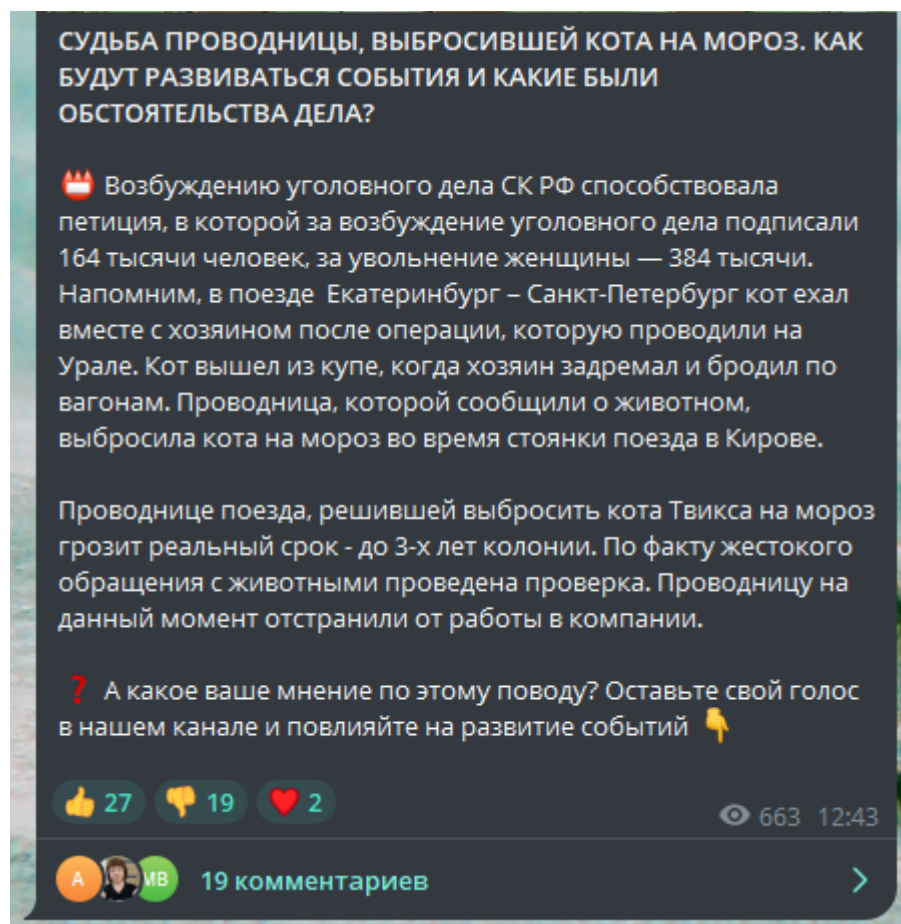 СУДЬБА ПРОВОДНИЦЫ, ВЫБРОСИВШЕЙ КОТА НА МОРОЗ. КАК
БУДУТ РАЗВИВАТЬСЯ СОБЫТИЯ И КАКИЕ БЫЛИ
ОБСТОЯТЕЛЬСТВА ДЕЛА?
📛 Возбуждению уголовного дела СК РФ способствовала
петиция, в которой за возбуждение уголовного дела подписали
164 тысячи человек, за увольнение женщины — 384 тысячи.
Напомним, в поезде  Екатеринбург – Санкт-Петербург кот ехал
вместе с хозяином после операции, которую проводили на
Урале. Кот вышел из купе, когда хозяин задремал и бродил по
вагонам. Проводница, которой сообщили о животном,
выбросила кота на мороз во время стоянки поезда в Кирове.
Проводнице поезда, решившей выбросить кота Твикса на мороз
грозит реальный срок - до 3-х лет колонии. По факту жестокого
обращения с животными проведена проверка. Проводницу на
данный момент отстранили от работы в компании.
❓ А какое ваше мнение по этому поводу? Оставьте свой голос
в нашем канале и повлияйте на развитие событий 👇
👍 27 👎 19 ❤️ 2
663 12:43
А МВ 19 комментариев